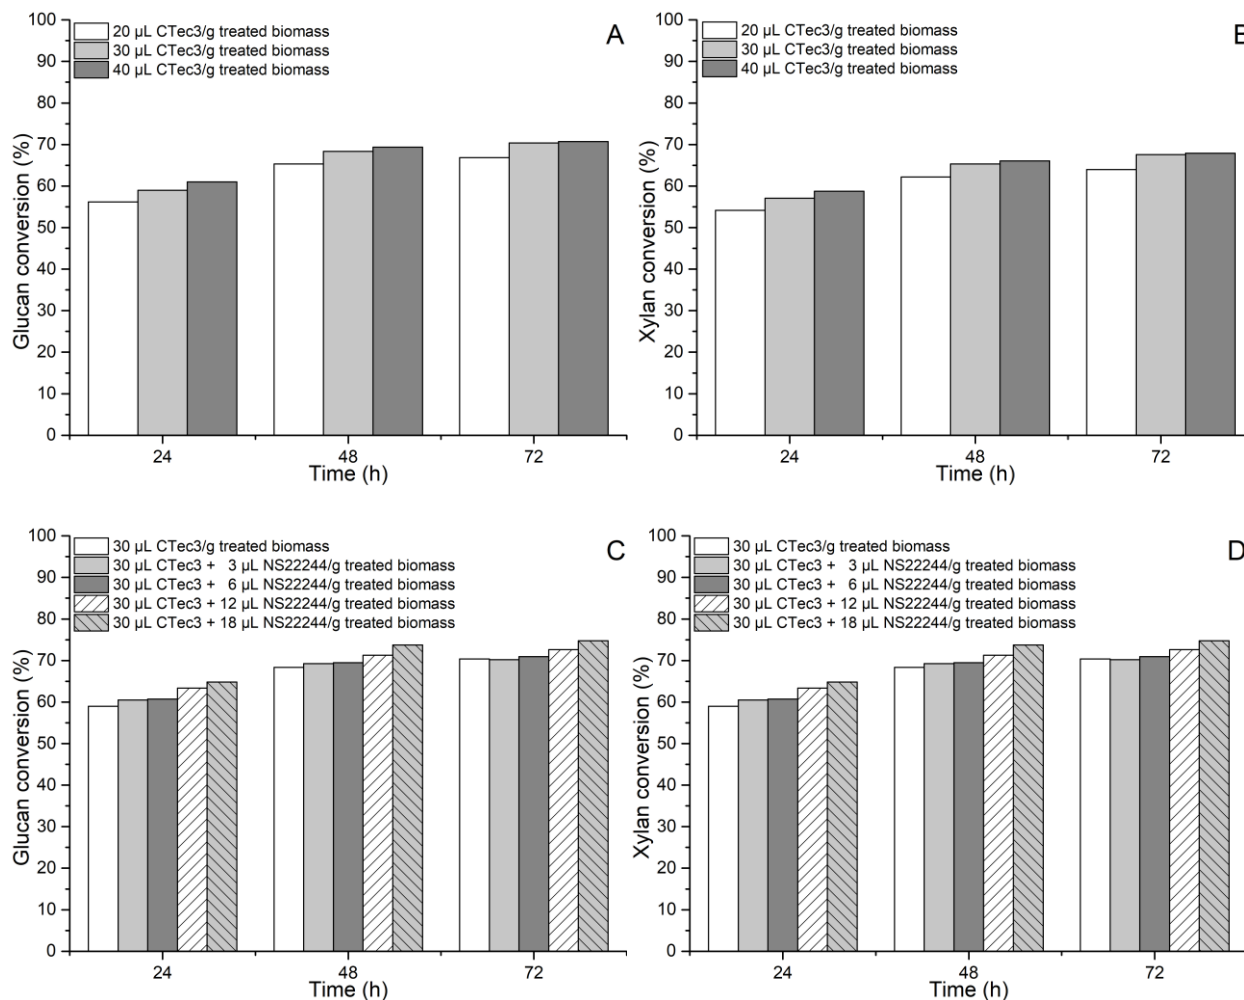 A
20 µL CTec3/g treated biomass
30 µL CTec3/g treated biomass
40 µL CTec3/g treated biomass
100
90
80
70
60
50
40
30
20
10
0
Glucan conversion (%)
24 48 72
Time (h)
B
20 µL CTec3/g treated biomass
30 µL CTec3/g treated biomass
40 µL CTec3/g treated biomass
100
90
80
70
60
50
40
30
20
10
0
Xylan conversion (%)
24 48 72
Time (h)
C
30 µL CTec3/g treated biomass
30 µL CTec3 + 3 µL NS22244/g treated biomass
30 µL CTec3 + 6 µL NS22244/g treated biomass
30 µL CTec3 + 12 µL NS22244/g treated biomass
30 µL CTec3 + 18 µL NS22244/g treated biomass
100
90
80
70
60
50
40
30
20
10
0
Glucan conversion (%)
24 48 72
Time (h)
D
30 µL CTec3/g treated biomass
30 µL CTec3 + 3 µL NS22244/g treated biomass
30 µL CTec3 + 6 µL NS22244/g treated biomass
30 µL CTec3 + 12 µL NS22244/g treated biomass
30 µL CTec3 + 18 µL NS22244/g treated biomass
100
90
80
70
60
50
40
30
20
10
0
Xylan conversion (%)
24 48 72
Time (h)